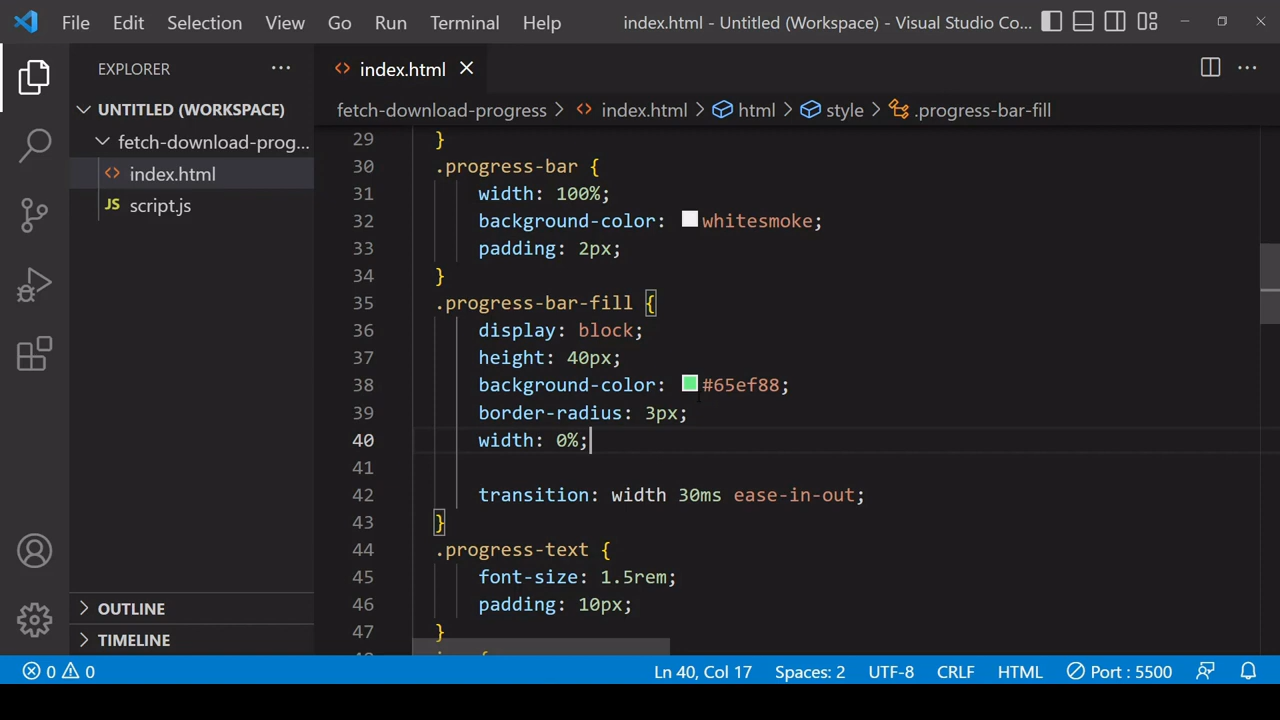 File Edit Selection View Go Run Terminal Help index.html - Untitled (Workspace) - Visual Studio Co...
EXPLORER ...
UNTITLED (WORKSPACE)
fetch-download-prog...
<> index.html
JS script.js
OUTLINE
TIMELINE
<> index.html
fetch-download-progress > <> index.html > html > style > .progress-bar-fill
29 }
30 .progress-bar {
31 width: 100%;
32 background-color: whitesmoke;
33 padding: 2px;
34 }
35 .progress-bar-fill {
36 display: block;
37 height: 40px;
38 background-color: #65ef88;
39 border-radius: 3px;
40 width: 0%;
41
42 transition: width 30ms ease-in-out;
43 }
44 .progress-text {
45 font-size: 1.5rem;
46 padding: 10px;
47 }
0 0 Ln 40, Col 17 Spaces: 2 UTF-8 CRLF HTML Port : 5500